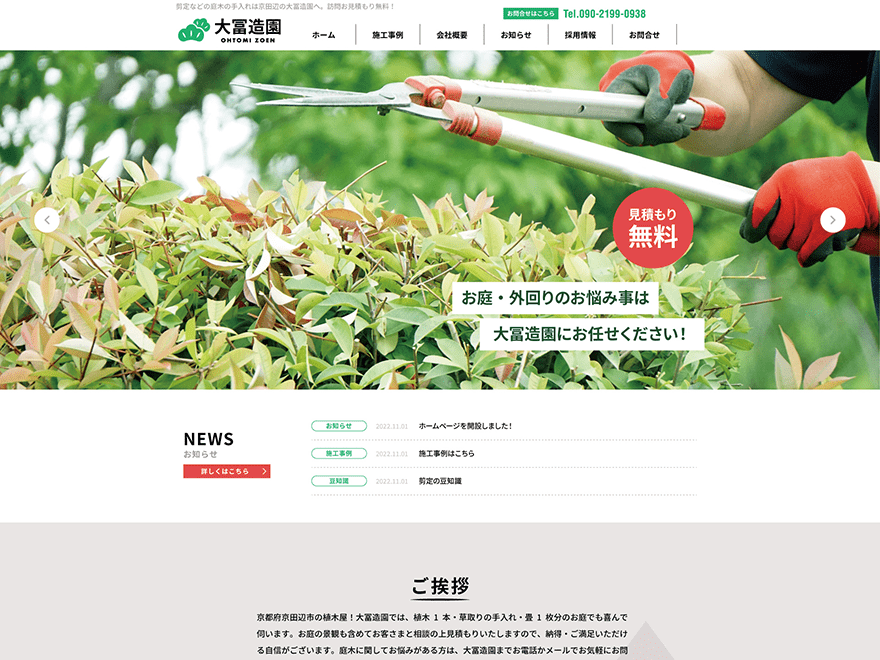 剪定などの庭木の手入れは京田辺の大冨造園へ。訪問お見積もり無料！
お問合せはこちら Tel.090-2199-0938
大冨造園
OHTOMI ZOEN
ホーム 施工事例 会社概要 お知らせ 採用情報 お問合せ
見積もり
無料
お庭・外回りのお悩み事は
大冨造園にお任せください！
NEWS
お知らせ
詳しくはこちら
お知らせ 2022.11.01 ホームページを開設しました！
施工事例 2022.11.01 施工事例はこちら
豆知識 2022.11.01 剪定の豆知識
ご挨拶
京都府京田辺市の植木屋！大冨造園では、植木 1 本・草取りの手入れ・畳 1 枚分のお庭でも喜んで
伺います。お庭の景観も含めてお客さまと相談の上見積もりいたしますので、納得・ご満足いただけ
る自信がございます。庭木に関してお悩みがある方は、大冨造園までお電話かメールでお気軽にお問